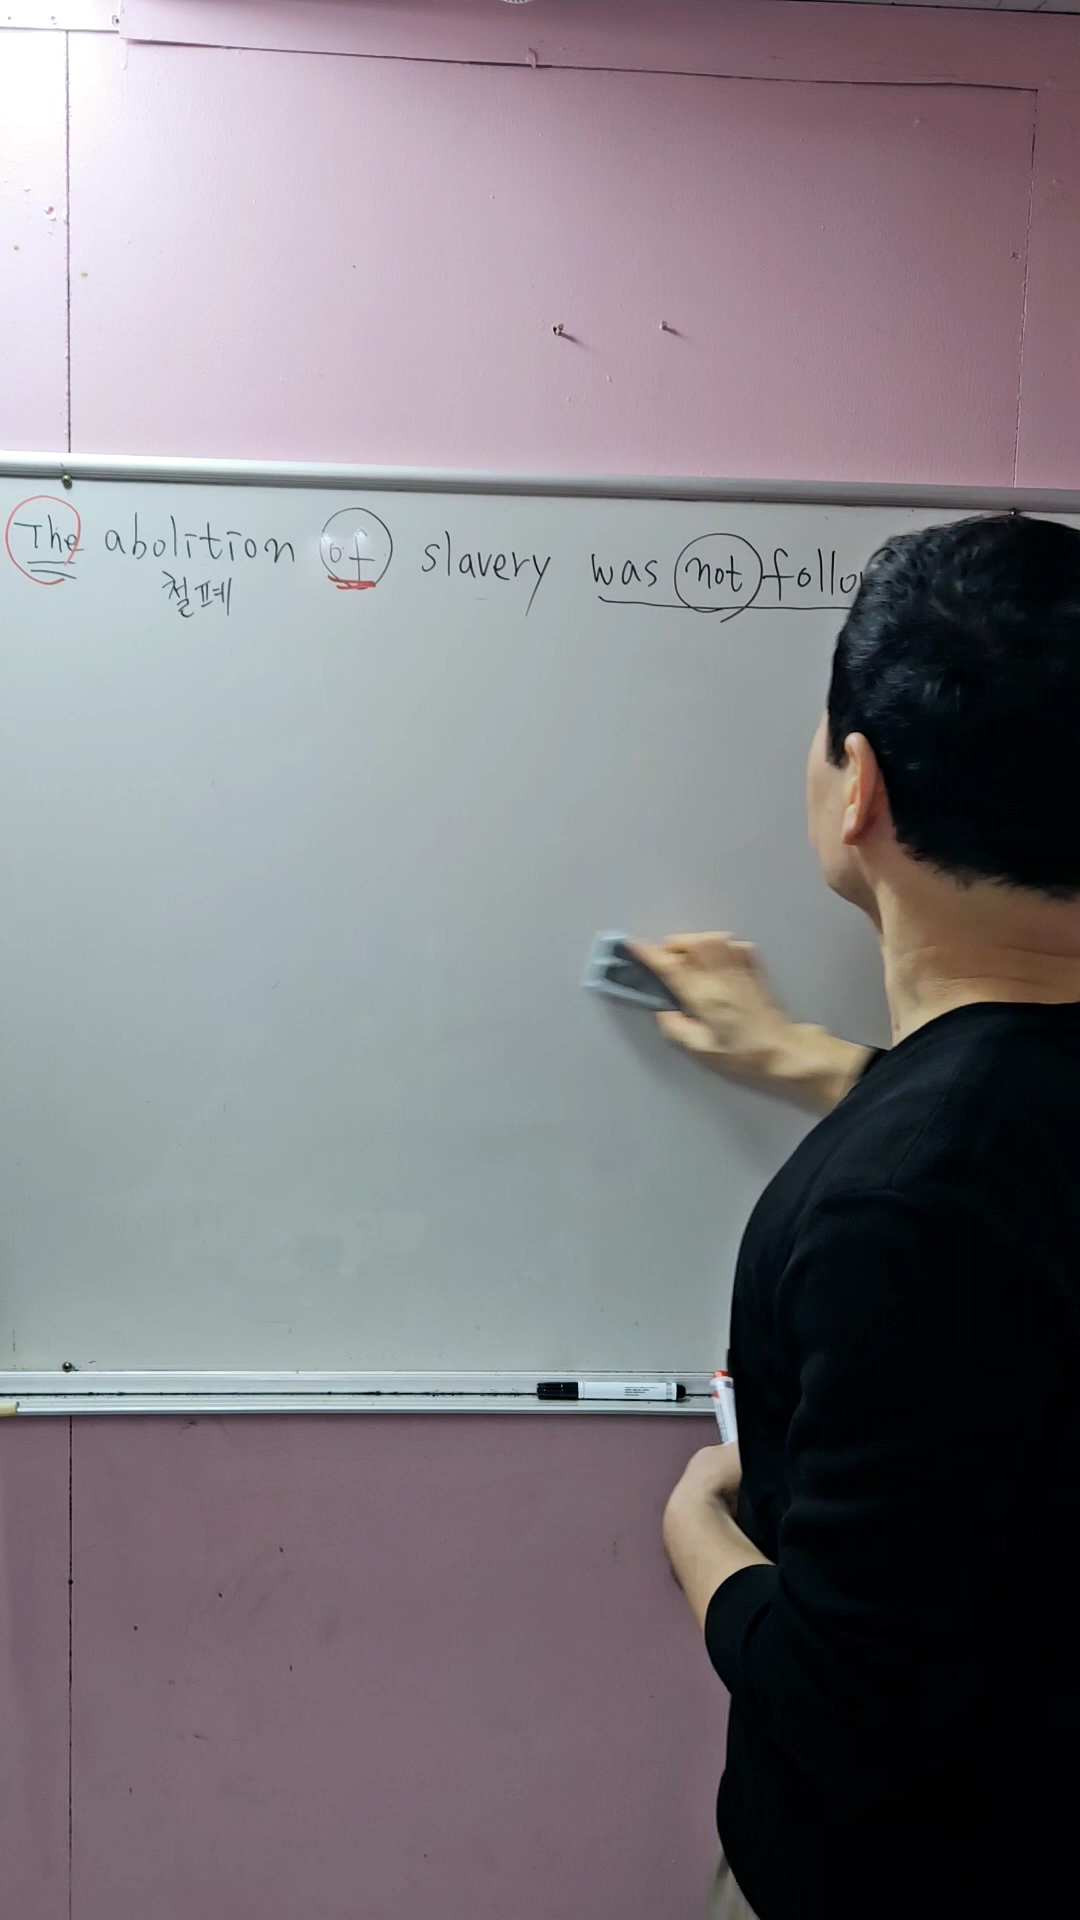 The abolition of slavery was not follo
철폐